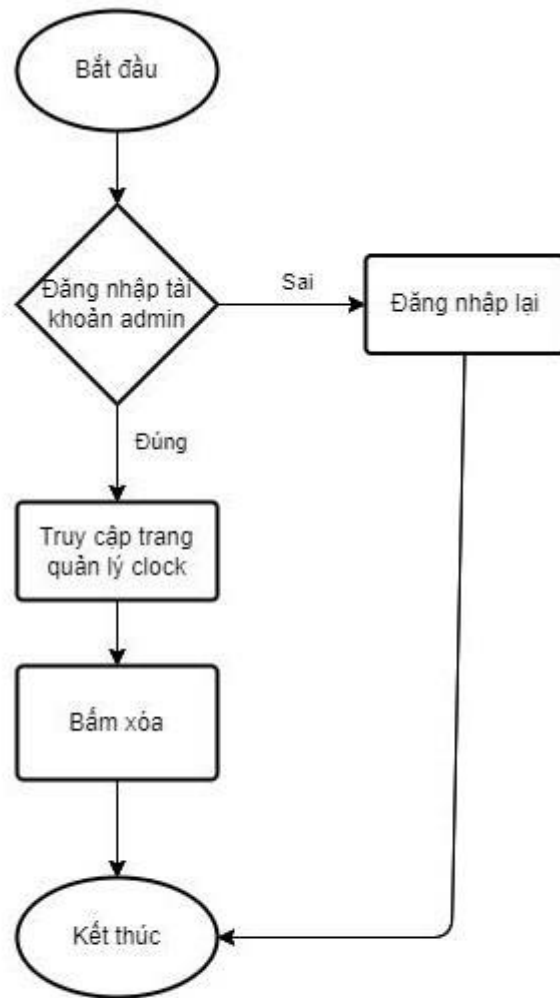 Bắt đầu
Đăng nhập tài
khoản admin
Sai
Đăng nhập lại
Đúng
Truy cập trang
quản lý clock
Bấm xóa
Kết thúc